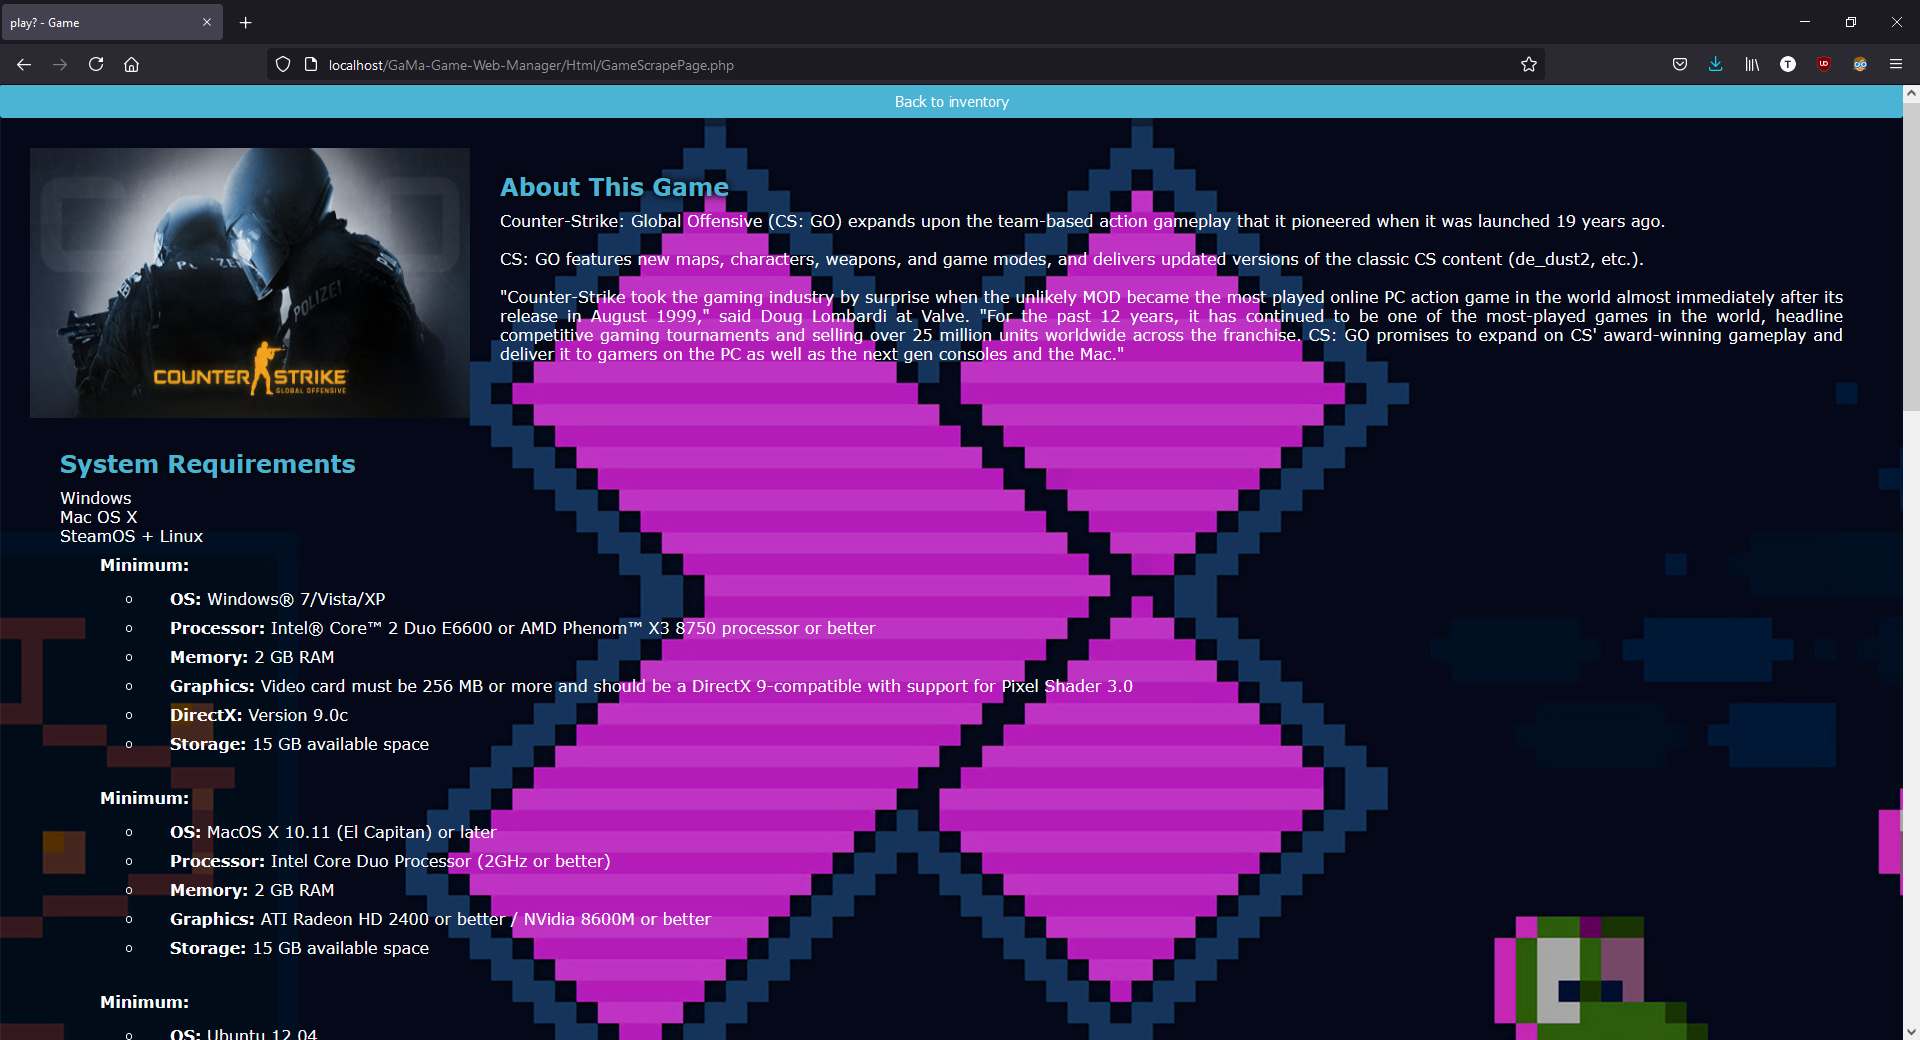 play? - Game
localhost/GaMa-Game-Web-Manager/Html/GameScrapePage.php
Back to inventory
POLIZEI
COUNTER STRIKE
GLOBAL OFFENSIVE
About This Game
Counter-Strike: Global Offensive (CS: GO) expands upon the team-based action gameplay that it pioneered when it was launched 19 years ago.
CS: GO features new maps, characters, weapons, and game modes, and delivers updated versions of the classic CS content (de_dust2, etc.).
"Counter-Strike took the gaming industry by surprise when the unlikely MOD became the most played online PC action game in the world almost immediately after its
release in August 1999," said Doug Lombardi at Valve. "For the past 12 years, it has continued to be one of the most-played games in the world, headline
competitive gaming tournaments and selling over 25 million units worldwide across the franchise. CS: GO promises to expand on CS' award-winning gameplay and
deliver it to gamers on the PC as well as the next gen consoles and the Mac."
System Requirements
Windows
Mac OS X
SteamOS + Linux
Minimum:
OS: Windows® 7/Vista/XP
Processor: Intel® Core™ 2 Duo E6600 or AMD Phenom™ X3 8750 processor or better
Memory: 2 GB RAM
Graphics: Video card must be 256 MB or more and should be a DirectX 9-compatible with support for Pixel Shader 3.0
DirectX: Version 9.0c
Storage: 15 GB available space
Minimum:
OS: MacOS X 10.11 (El Capitan) or later
Processor: Intel Core Duo Processor (2GHz or better)
Memory: 2 GB RAM
Graphics: ATI Radeon HD 2400 or better / NVidia 8600M or better
Storage: 15 GB available space
Minimum:
OS: Ubuntu 12.04